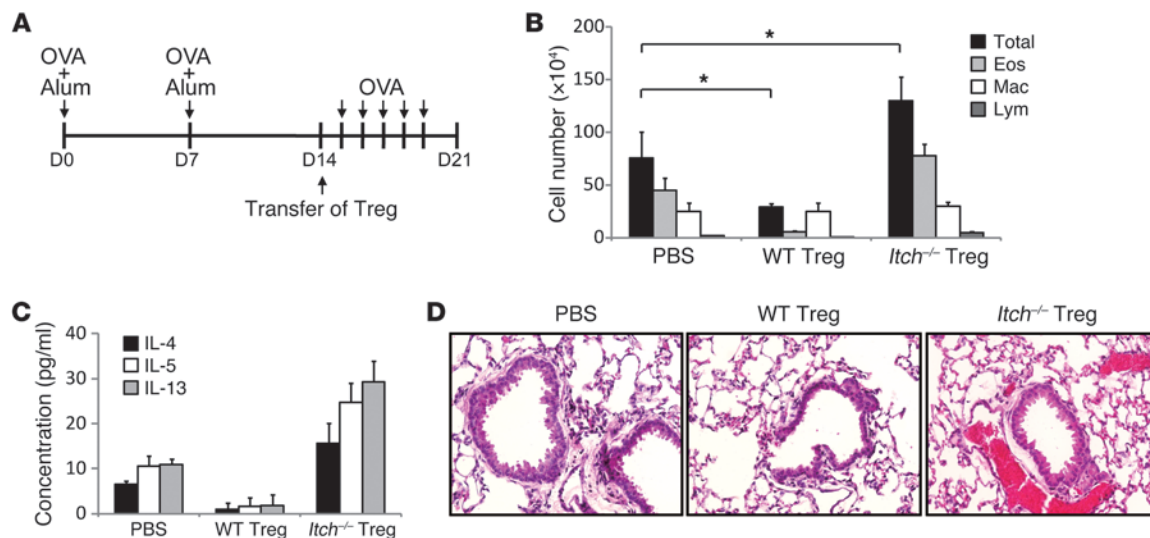 A
OVA
+
Alum
OVA
+
Alum
OVA
D0
D7
D14
D21
Transfer of Treg
B
Cell number (×10⁴)
200
150
100
50
0
*
*
Total
Eos
Mac
Lym
PBS
WT Treg
Itch⁻/⁻ Treg
C
Concentration (pg/ml)
40
30
20
10
0
IL-4
IL-5
IL-13
PBS
WT Treg
Itch⁻/⁻ Treg
D
PBS
WT Treg
Itch⁻/⁻ Treg